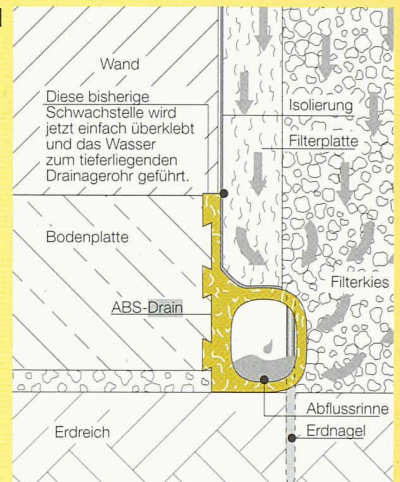 Wand
Diese bisherige
Schwachstelle wird
jetzt einfach überklebt
und das Wasser
zum tieferliegenden
Drainagerohr geführt.
Isolierung
Filterplatte
Bodenplatte
Filterkies
ABS-Drain
Abflussrinne
Erdnagel
Erdreich